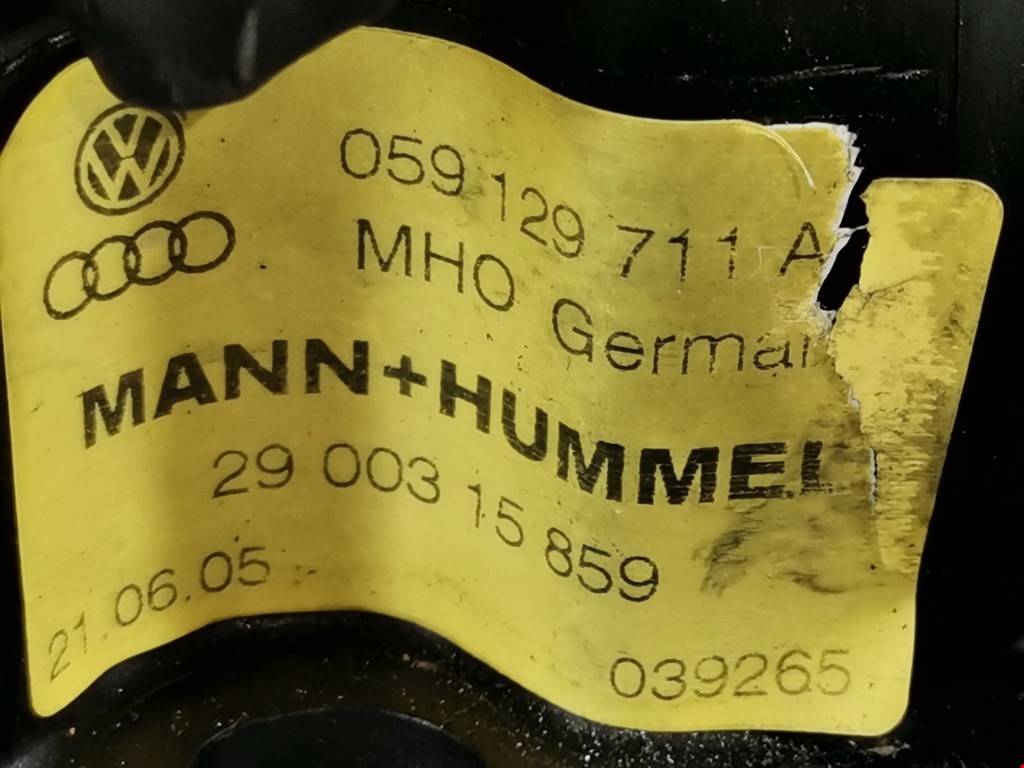 059 129 711 A
MHO German
MANN+HUMMEL
29 003 15 859
21.06.05
039265